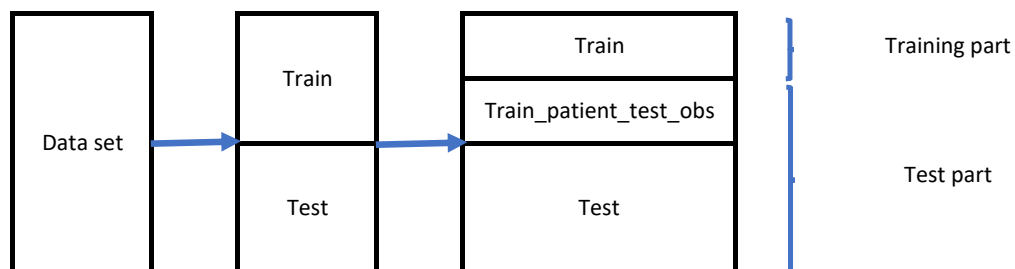 Data set
Train
Test
Train
Train_patient_test_obs
Test
Training part
Test part